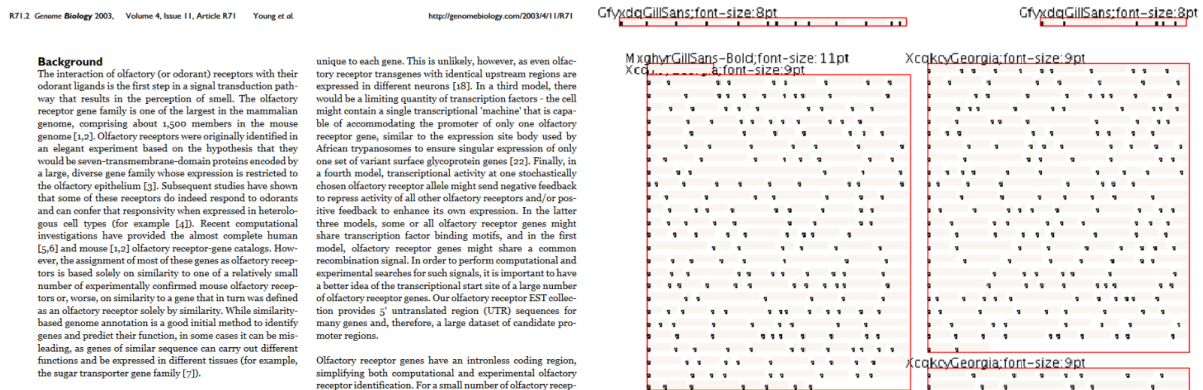 R71.2 Genome Biology 2003, Volume 4, Issue 11, Article R71 Young et al. http://genomebiology.com/2003/4/11/R71
Background
The interaction of olfactory (or odorant) receptors with their
odorant ligands is the first step in a signal transduction path-
way that results in the perception of small. The olfactory
receptor gene family is one of the largest in the mammalian
genome, comprising about 1,500 members in the mouse
genome [1,2]. Olfactory receptors were originally identified in
an elegant experiment based on the hypothesis that they
would be seven-transmembrane-domain proteins encoded by
a large, diverse gene family whose expression is restricted to
the olfactory epithelium [3]. Subsequent studies have shown
that some of these receptors do indeed respond to odorants
and can confer that responsivity when expressed in heterolo-
gous cell types (for example [4]). Recent computational
investigations have provided the almost complete human
[5,6] and mouse [1,2] olfactory receptor-gene catalogs. How-
ever, the assignment of most of these genes as olfactory recep-
tors is based solely on similarity to one of a relatively small
number of experimentally confirmed mouse olfactory recep-
tors or, worse, on similarity to a gene that in turn was defined
as an olfactory receptor solely by similarity. While similarity-
based genome annotation is a good initial method to identify
genes and predict their function, in some cases it can be mis-
leading, as genes of similar sequence can carry out different
functions and be expressed in different tissues (for example,
the sugar transporter gene family [7]).
unique to each gene. This is unlikely, however, as even olfac-
tory receptor transgenes with identical upstream regions are
expressed in different neurons [18]. In a third model, there
would be a limiting quantity of transcription factors - the cell
might contain a single transcriptional 'machine' that is capa-
ble of accommodating the promoter of only one olfactory
receptor gene, similar to the expression site body used by
African trypanosomes to ensure singular expression of only
one set of variant surface glycoprotein genes [22]. Finally, in
a fourth model, transcriptional activity at one stochastically
chosen olfactory receptor allele might send negative feedback
to repress activity of all other olfactory receptors and/or pos-
itive feedback to enhance its own expression. In the latter
three models, some or all olfactory receptor genes might
share transcription factor binding motifs, and in the first
model, olfactory receptor genes might share a common
recombination signal. In order to perform computational and
experimental searches for such signals, it is important to have
a better idea of the transcriptional start site of a large number
of olfactory receptor genes. Our olfactory receptor EST collec-
tion provides 5' untranslated region (UTR) sequences for
many genes and, therefore, a large dataset of candidate pro-
moter regions.
Olfactory receptor genes have an intronless coding region,
simplifying both computational and experimental olfactory
receptor identification. For a small number of olfactory recep-
GfyxdqGillSans;font-size:8pt
GfyxdqGillSans;font-size:8pt
MxghyrGillSans-Bold;font-size:11pt
font-size:9pt
XcqkcyGeorgia;font-size:9pt
XcqkcyGeorgia;font-size:9pt